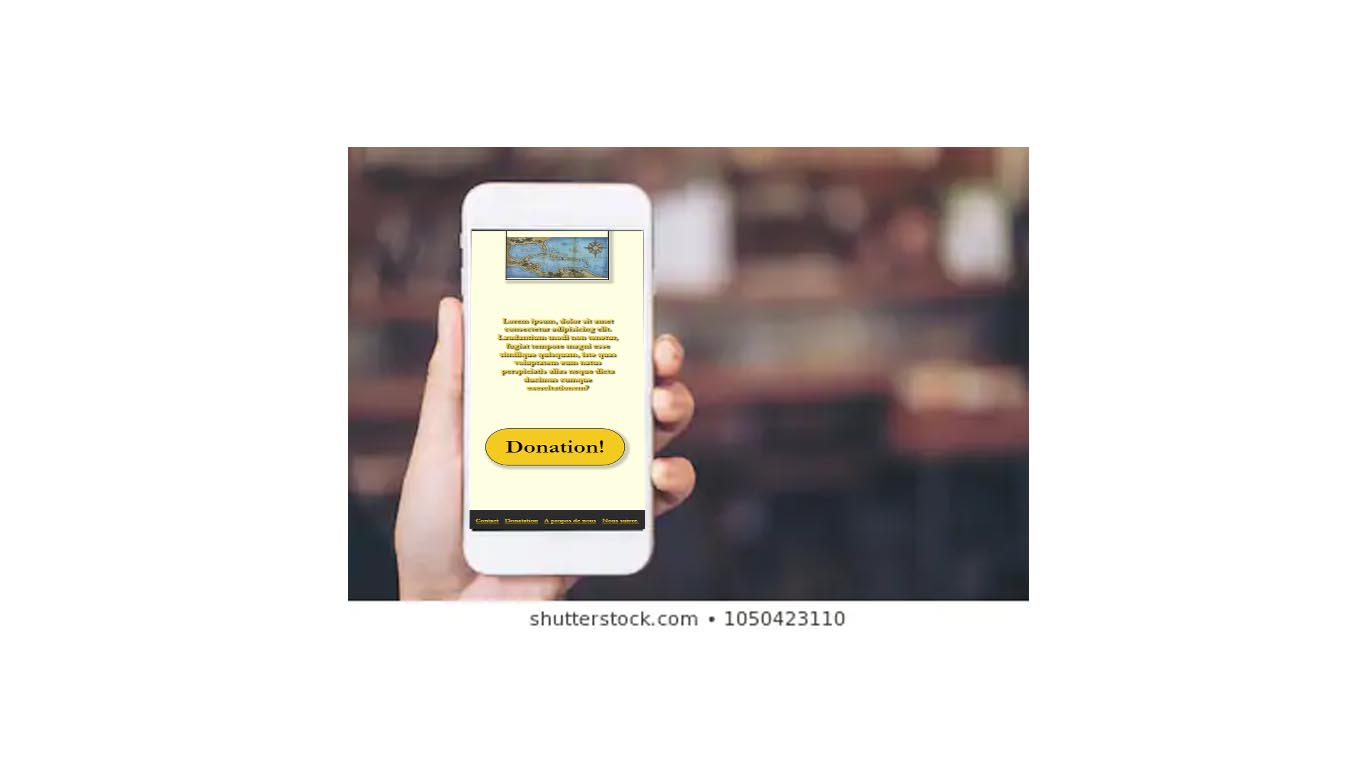 Lorem ipsum, dolor sit amet
consectetur adipisicing elit.
Laudantium modi non tenetur,
fugiat tempore magni esse
similique quisquam, iste quas
voluptatem eum natus
perspiciatis alias neque dicta
ducimus cumque
exercitationem?
Donation!
Contact Donatation A propos de nous Nous suivre
shutterstock.com • 1050423110